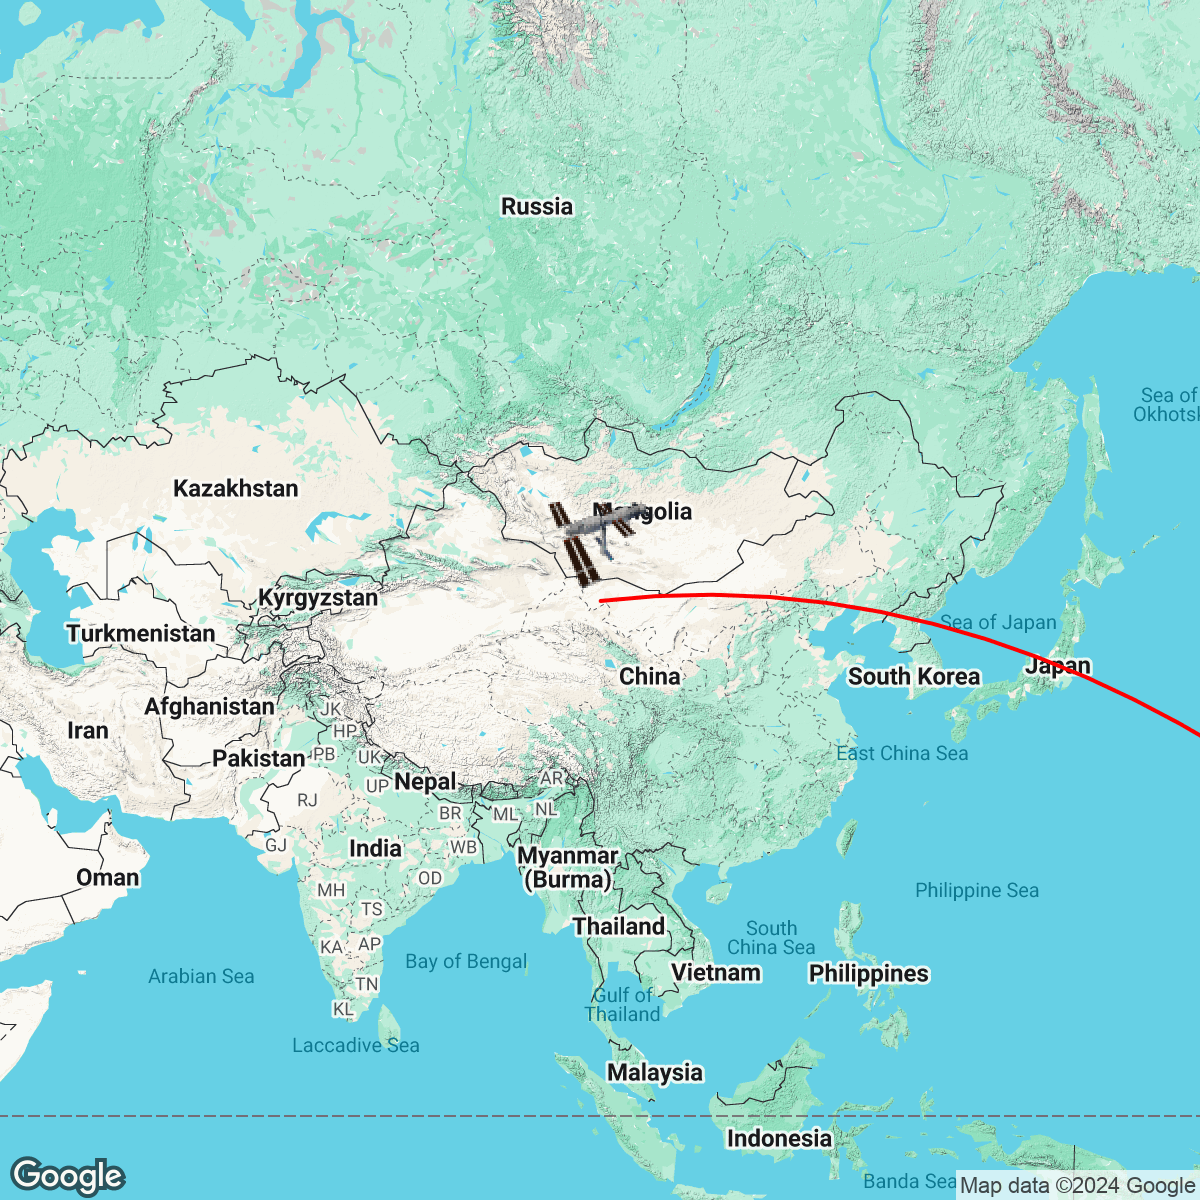 Russia
Sea of
Okhotsk
Kazakhstan
Mongolia
Kyrgyzstan
Turkmenistan
Sea of Japan
Japan
China
South Korea
Afghanistan
JK
HP
Iran
Pakistan
PB
UK
East China Sea
Nepal
UP
AR
RJ
BR
ML
NL
GJ
India
WB
Myanmar
(Burma)
Oman
OD
MH
Philippine Sea
TS
Thailand
South
China Sea
KA
AP
Bay of Bengal
Arabian Sea
Vietnam
Philippines
TN
Gulf of
Thailand
KL
Laccadive Sea
Malaysia
Indonesia
Banda Sea
Google
Map data ©2024 Google